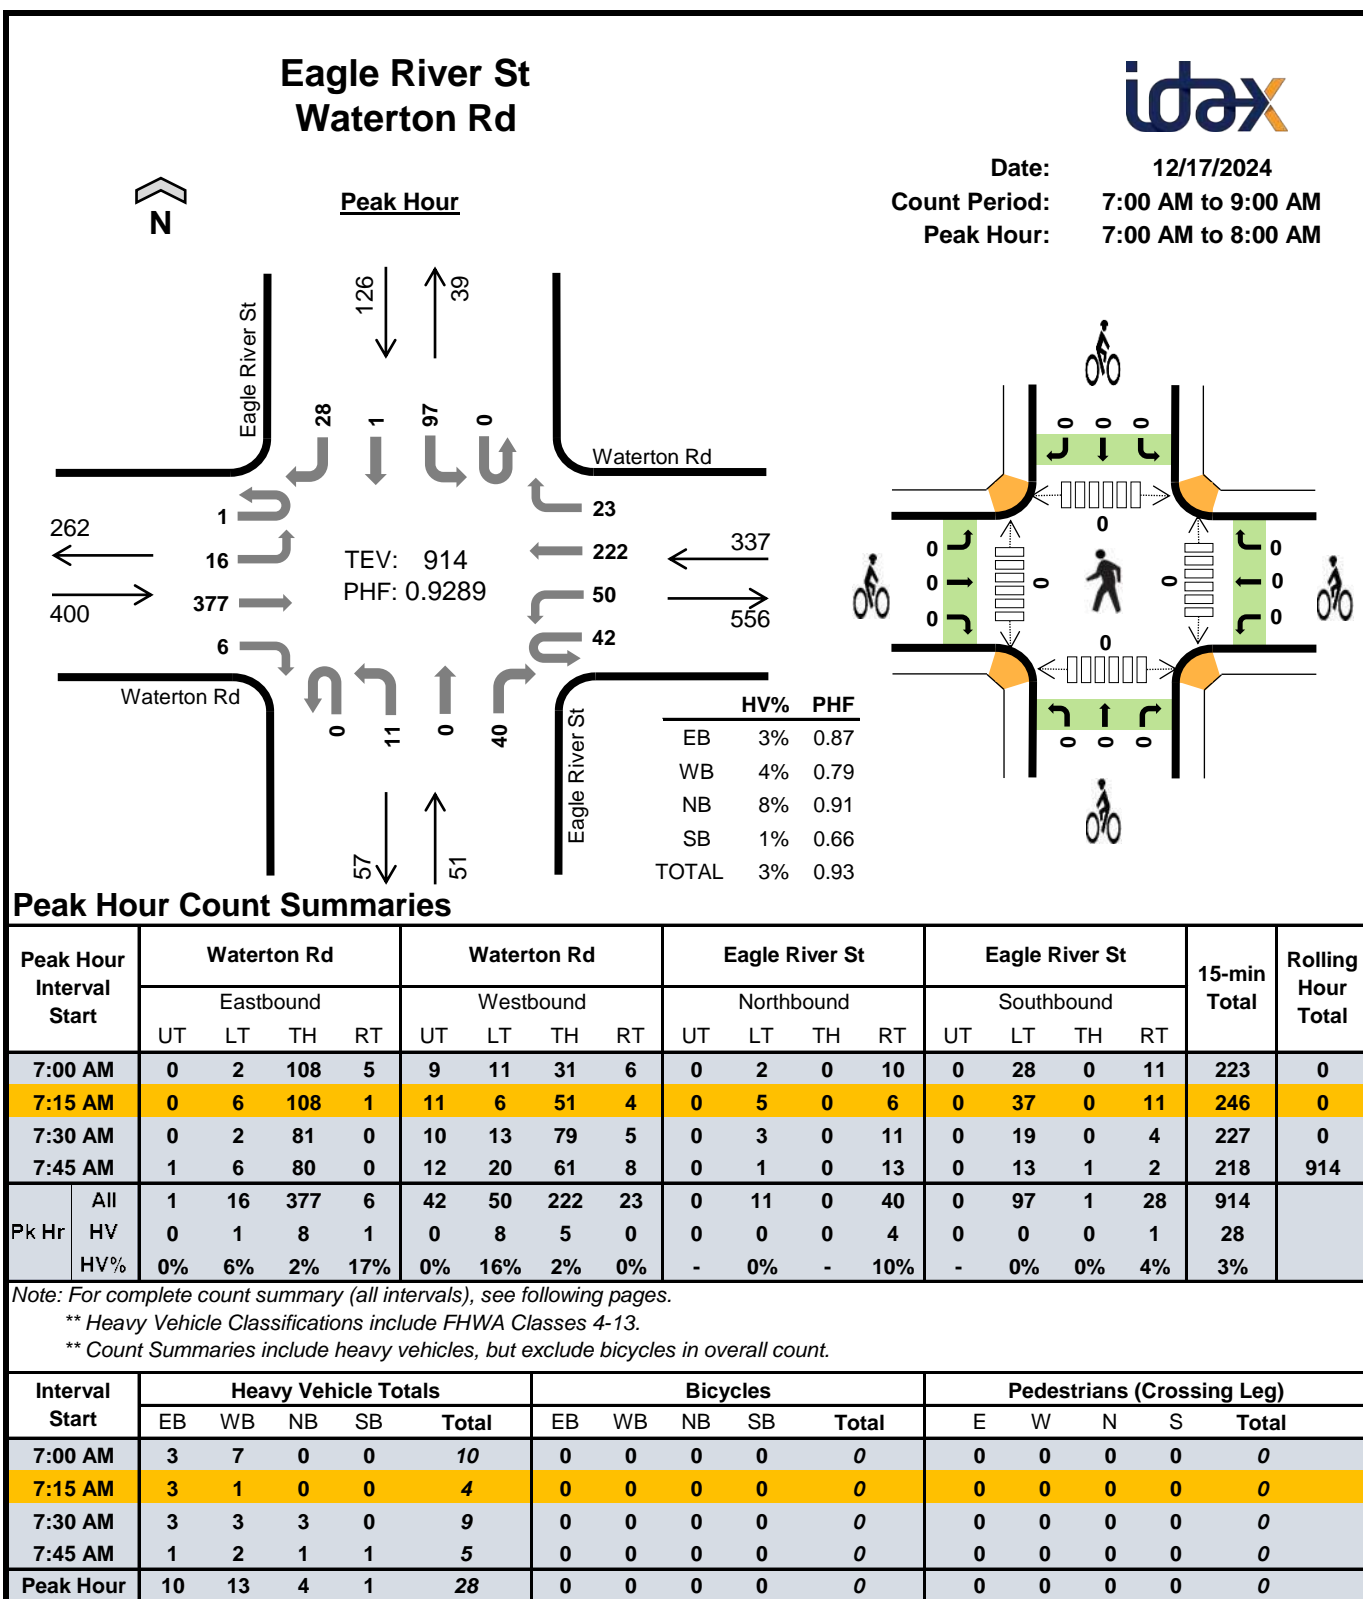 Eagle River St
Waterton Rd
idax
Date: 12/17/2024
Count Period: 7:00 AM to 9:00 AM
Peak Hour: 7:00 AM to 8:00 AM
N
Peak Hour
126 39
Eagle River St
28 1 97 0
Waterton Rd
1
16
377
6
262
400
TEV: 914
PHF: 0.9289
23
222
50
42
337
556
Waterton Rd
0 11 0 40
Eagle River St
57 51
HV% PHF
EB 3% 0.87
WB 4% 0.79
NB 8% 0.91
SB 1% 0.66
TOTAL 3% 0.93
0 0 0
0
0 0
0 0 0 0
0 0
0
0 0 0
Peak Hour Count Summaries
Peak Hour Interval Start Waterton Rd Waterton Rd Eagle River St Eagle River St 15-min Total Rolling Hour Total
Eastbound Westbound Northbound Southbound
UT LT TH RT UT LT TH RT UT LT TH RT UT LT TH RT
7:00 AM 0 2 108 5 9 11 31 6 0 2 0 10 0 28 0 11 223 0
7:15 AM 0 6 108 1 11 6 51 4 0 5 0 6 0 37 0 11 246 0
7:30 AM 0 2 81 0 10 13 79 5 0 3 0 11 0 19 0 4 227 0
7:45 AM 1 6 80 0 12 20 61 8 0 1 0 13 0 13 1 2 218 914
Pk Hr All 1 16 377 6 42 50 222 23 0 11 0 40 0 97 1 28 914
HV 0 1 8 1 0 8 5 0 0 0 0 4 0 0 0 1 28
HV% 0% 6% 2% 17% 0% 16% 2% 0% - 0% - 10% - 0% 0% 4% 3%
Note: For complete count summary (all intervals), see following pages.
** Heavy Vehicle Classifications include FHWA Classes 4-13.
** Count Summaries include heavy vehicles, but exclude bicycles in overall count.
Interval Start Heavy Vehicle Totals Bicycles Pedestrians (Crossing Leg)
EB WB NB SB Total EB WB NB SB Total E W N S Total
7:00 AM 3 7 0 0 10 0 0 0 0 0 0 0 0 0 0
7:15 AM 3 1 0 0 4 0 0 0 0 0 0 0 0 0 0
7:30 AM 3 3 3 0 9 0 0 0 0 0 0 0 0 0 0
7:45 AM 1 2 1 1 5 0 0 0 0 0 0 0 0 0 0
Peak Hour 10 13 4 1 28 0 0 0 0 0 0 0 0 0 0